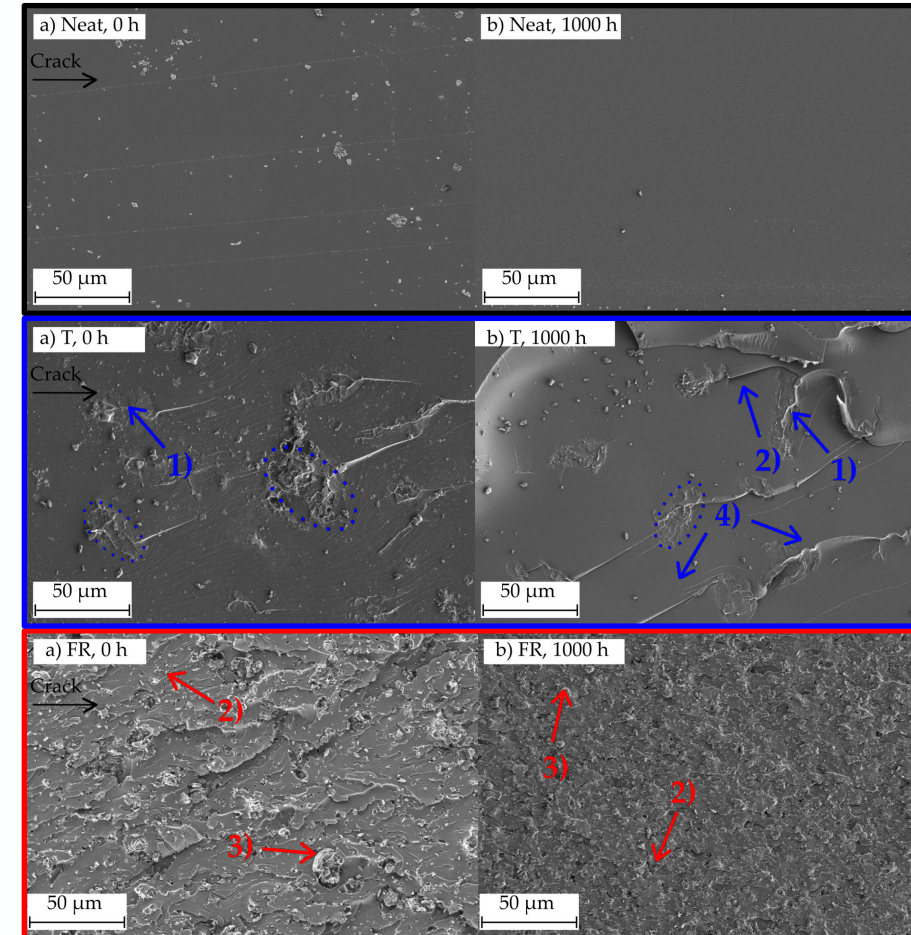 a) Neat, 0 h
b) Neat, 1000 h
Crack
50 µm
50 µm
a) T, 0 h
b) T, 1000 h
Crack
1)
2)
1)
4)
50 µm
50 µm
a) FR, 0 h
b) FR, 1000 h
Crack
2)
3)
2)
3)
50 µm
50 µm